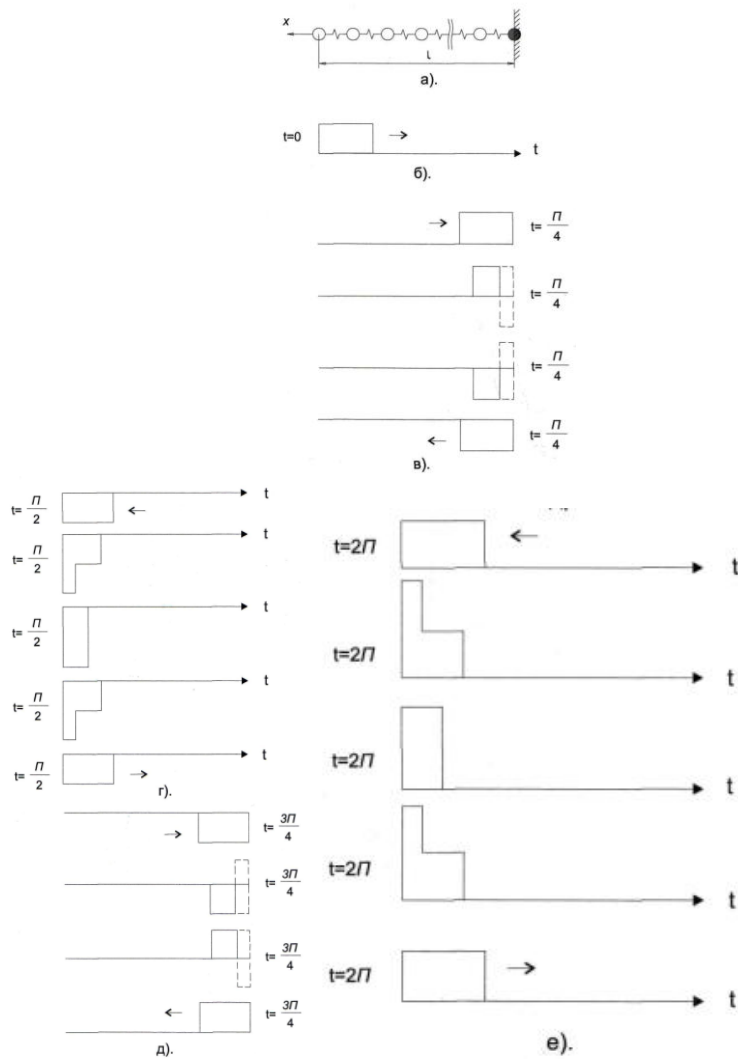 x
l
а).
t=0
t
б).
t= П/4
t= П/4
t= П/4
t= П/4
в).
t= П/2
t
t= П/2
t
t= П/2
t
t= П/2
t
t= П/2
t
г).
t= 3П/4
t= 3П/4
t= 3П/4
t= 3П/4
д).
t=2П
t
t=2П
t
t=2П
t
t=2П
t
t=2П
t
е).